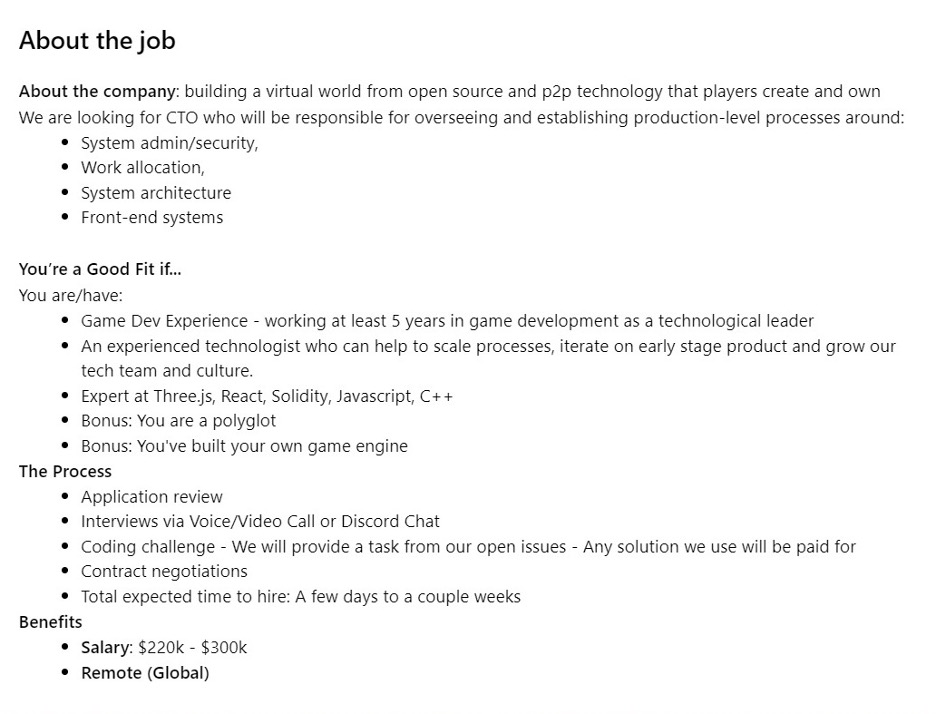 About the job
About the company: building a virtual world from open source and p2p technology that players create and own
We are looking for CTO who will be responsible for overseeing and establishing production-level processes around:
• System admin/security,
• Work allocation,
• System architecture
• Front-end systems
You’re a Good Fit if...
You are/have:
• Game Dev Experience - working at least 5 years in game development as a technological leader
• An experienced technologist who can help to scale processes, iterate on early stage product and grow our
tech team and culture.
• Expert at Three.js, React, Solidity, Javascript, C++
• Bonus: You are a polyglot
• Bonus: You've built your own game engine
The Process
• Application review
• Interviews via Voice/Video Call or Discord Chat
• Coding challenge - We will provide a task from our open issues - Any solution we use will be paid for
• Contract negotiations
• Total expected time to hire: A few days to a couple weeks
Benefits
• Salary: $220k - $300k
• Remote (Global)